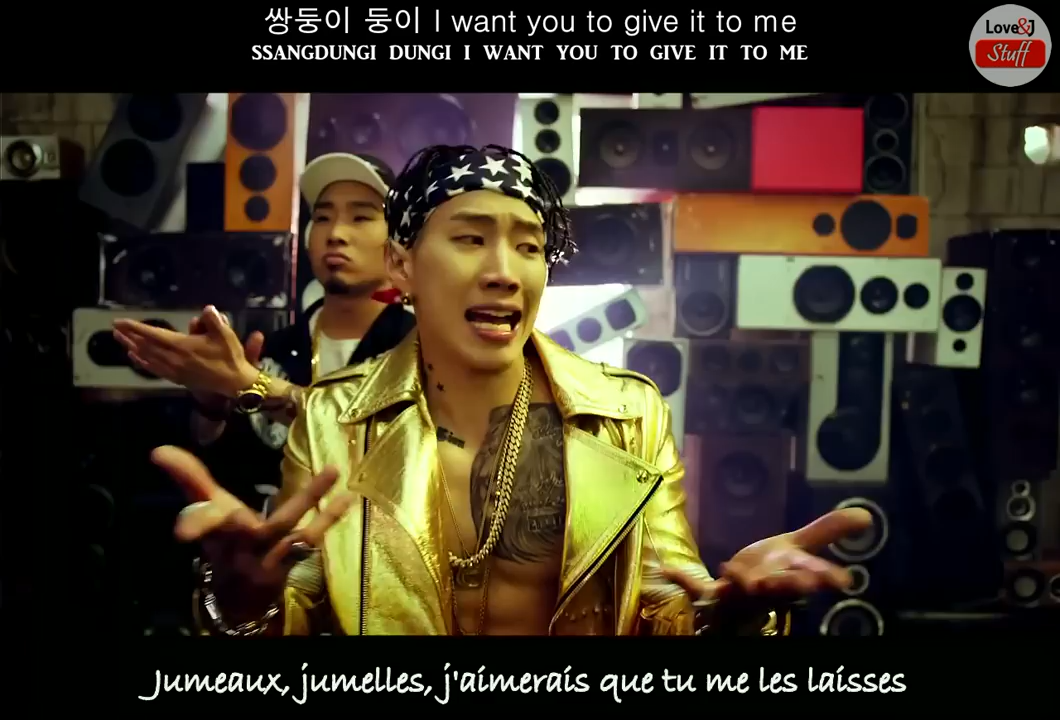 쌍둥이 둥이 I want you to give it to me
SSANGDUNGI DUNGI I WANT YOU TO GIVE IT TO ME
Love&J
Stuff
Jumeaux, jumelles, j'aimerais que tu me les laisses